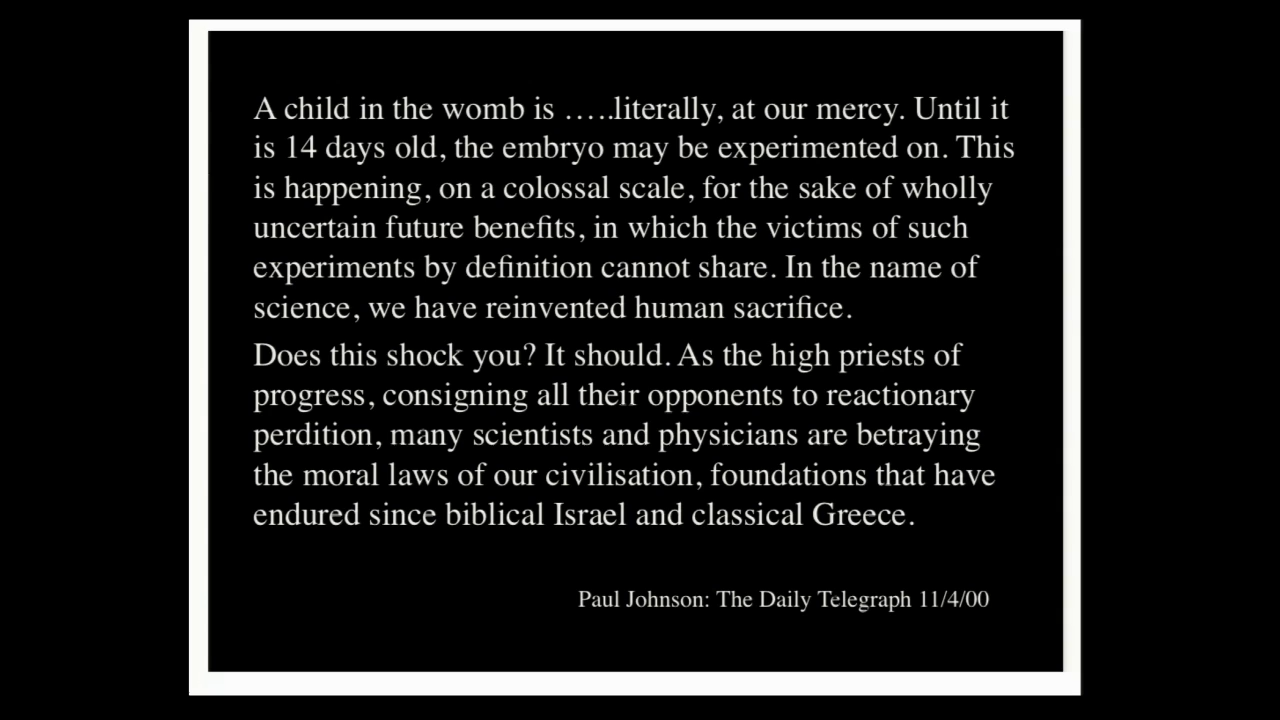 A child in the womb is …..literally, at our mercy. Until it
is 14 days old, the embryo may be experimented on. This
is happening, on a colossal scale, for the sake of wholly
uncertain future benefits, in which the victims of such
experiments by definition cannot share. In the name of
science, we have reinvented human sacrifice.
Does this shock you? It should. As the high priests of
progress, consigning all their opponents to reactionary
perdition, many scientists and physicians are betraying
the moral laws of our civilisation, foundations that have
endured since biblical Israel and classical Greece.
Paul Johnson: The Daily Telegraph 11/4/00